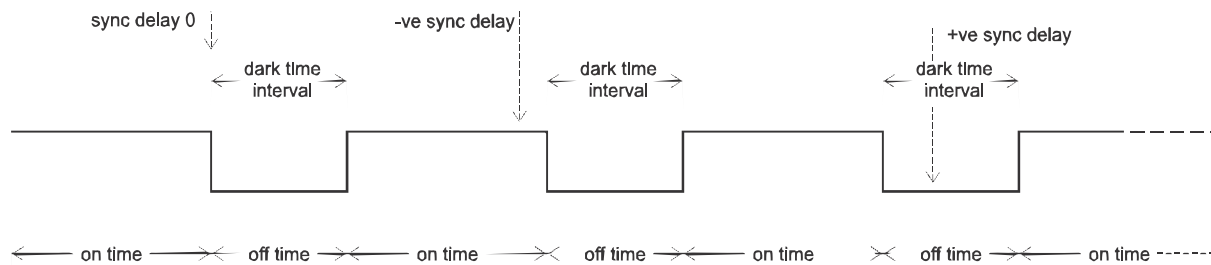 sync delay 0
-ve sync delay
+ve sync delay
dark time
interval
dark time
interval
dark time
interval
on time
off time
on time
off time
on time
off time
on time